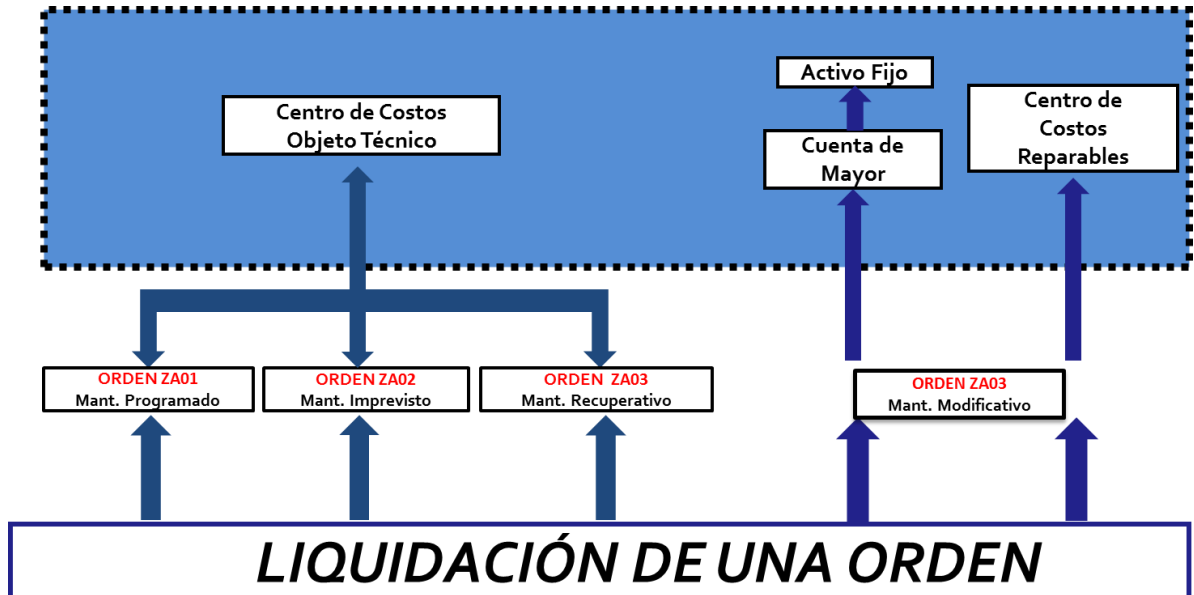 Activo Fijo
Centro de Costos
Objeto Técnico
Cuenta de
Mayor
Centro de
Costos
Reparables
ORDEN ZA01
Mant. Programado
ORDEN ZA02
Mant. Imprevisto
ORDEN ZA03
Mant. Recuperativo
ORDEN ZA03
Mant. Modificativo
LIQUIDACIÓN DE UNA ORDEN